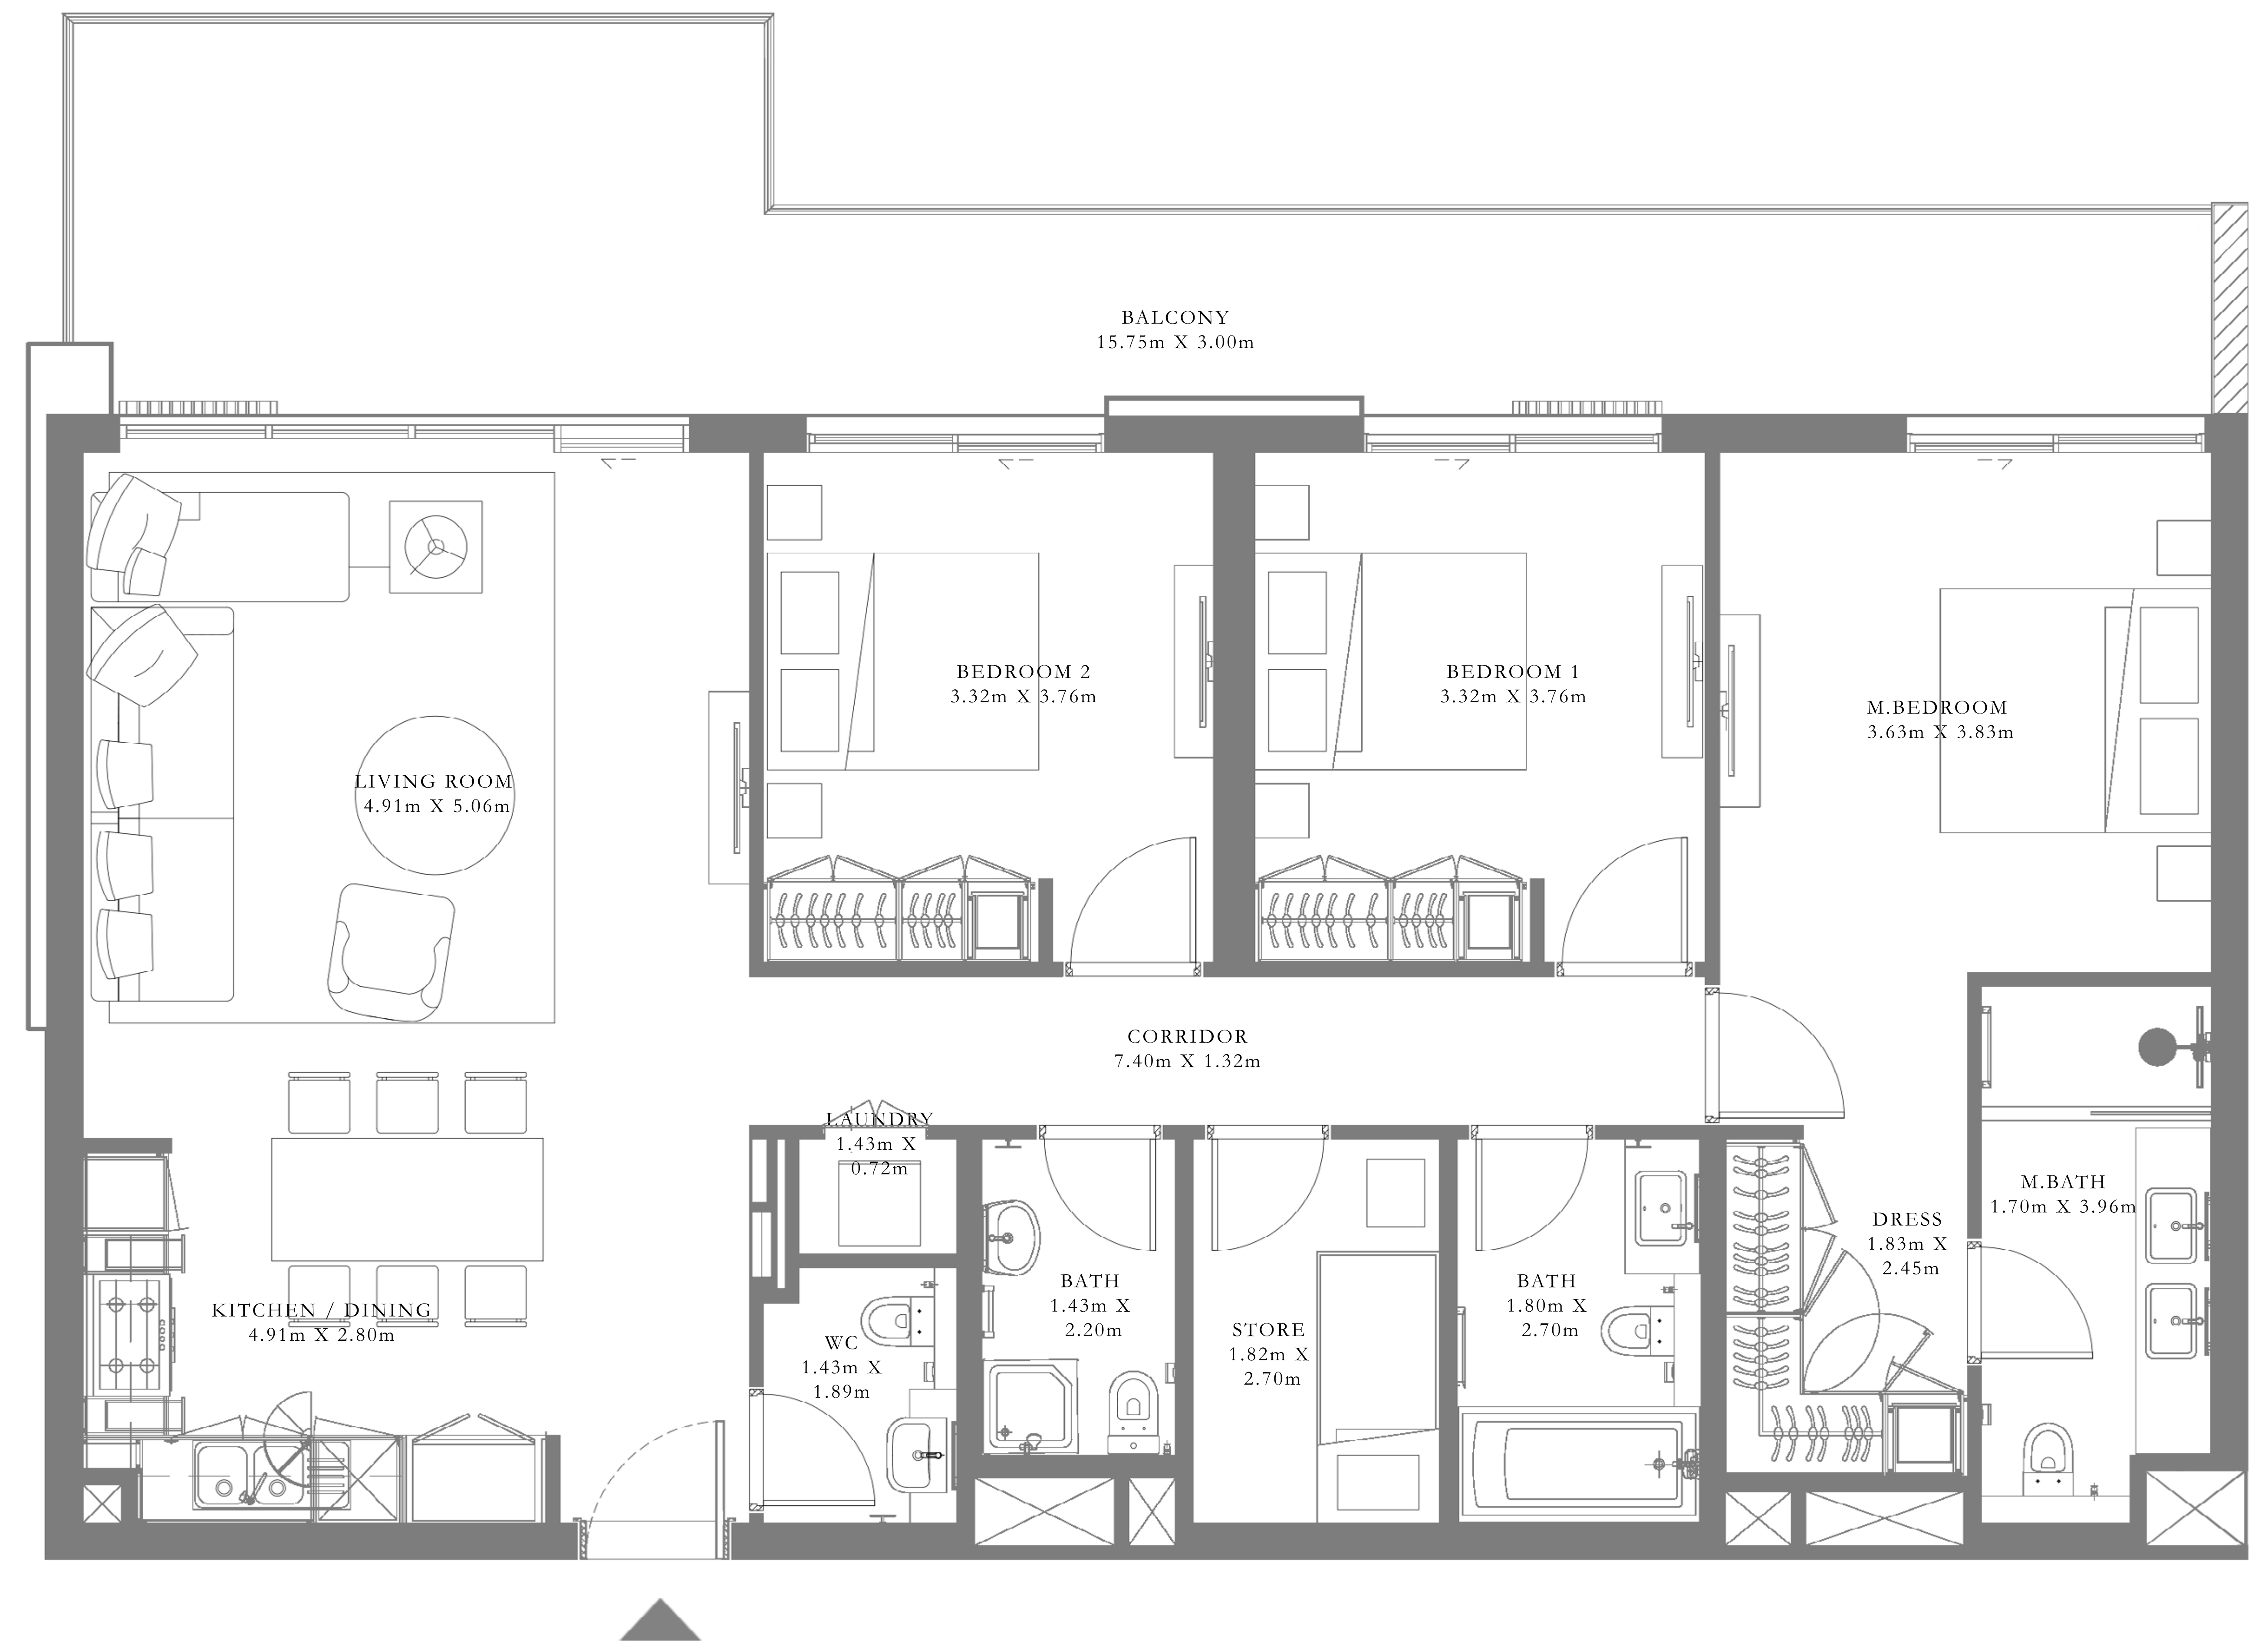 BALCONY
15.75m X 3.00m
BEDROOM 2
3.32m X 3.76m
BEDROOM 1
3.32m X 3.76m
M.BEDROOM
3.63m X 3.83m
LIVING ROOM
4.91m X 5.06m
CORRIDOR
7.40m X 1.32m
LAUNDRY
1.43m X
0.72m
M.BATH
1.70m X 3.96m
DRESS
1.83m X
2.45m
KITCHEN / DINING
4.91m X 2.80m
WC
1.43m X
1.89m
BATH
1.43m X
2.20m
STORE
1.82m X
2.70m
BATH
1.80m X
2.70m